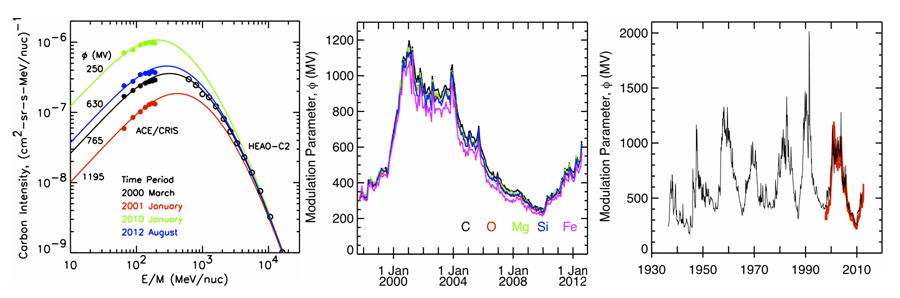 Carbon Intensity, (cm²-sr-s-MeV/nuc)⁻¹
10⁻⁶
10⁻⁷
10⁻⁸
10⁻⁹
ϕ (MV)
250
630
765
1195
ACE/CRIS
HEAO-C2
Time Period
2000 March
2001 January
2010 January
2012 August
10 10² 10³ 10⁴
E/M (MeV/nuc)
Modulation Parameter, ϕ (MV)
1200
1000
800
600
400
200
0
C O Mg Si Fe
1 Jan 1 Jan 1 Jan 1 Jan
2000 2004 2008 2012
Modulation Parameter, ϕ (MV)
2000
1500
1000
500
0
1930 1950 1970 1990 2010